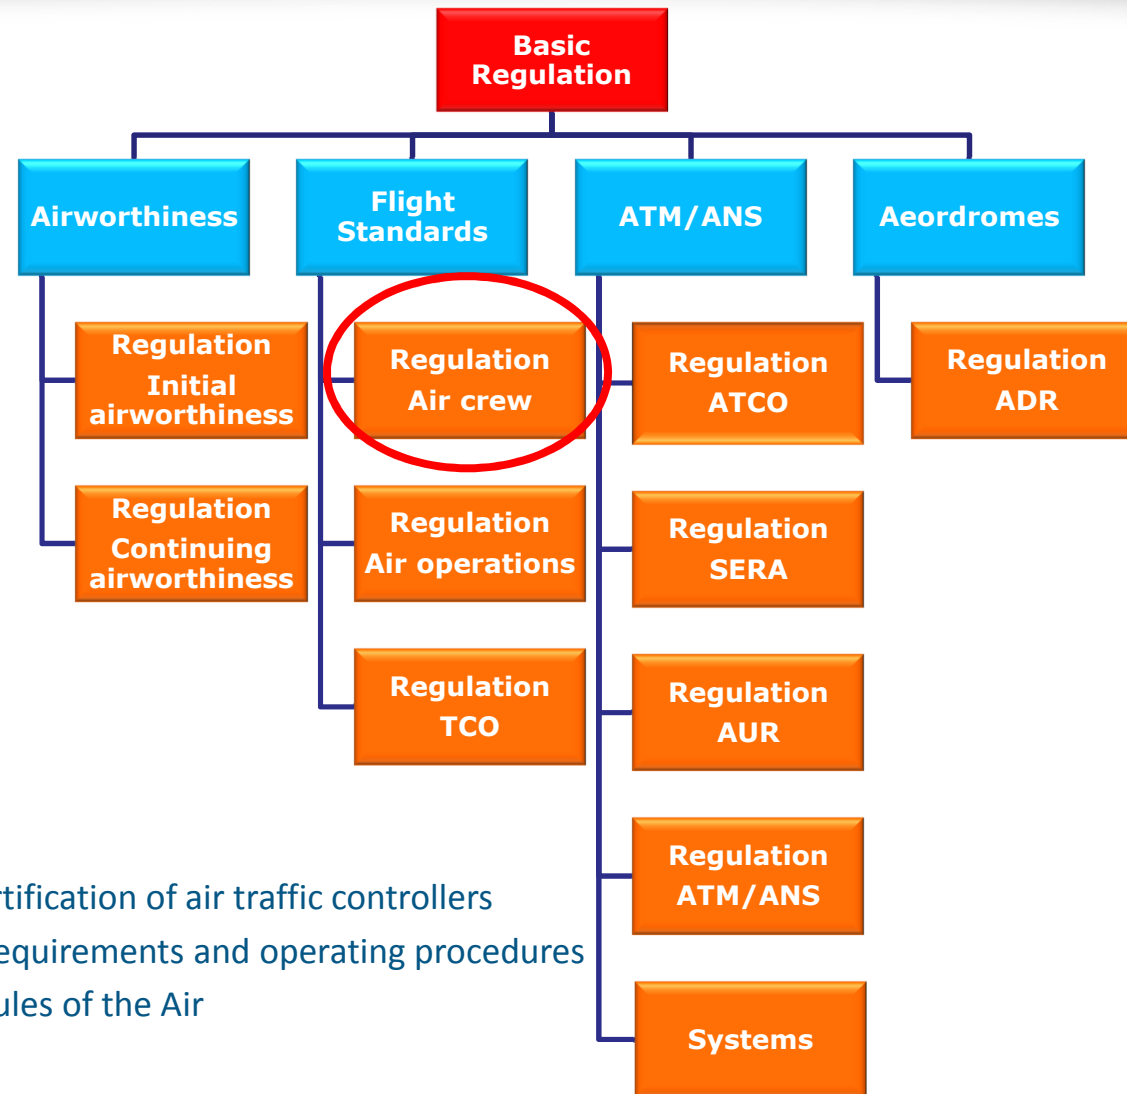 Basic
Regulation
Airworthiness
Flight
Standards
ATM/ANS
Aeordromes
Regulation
Initial
airworthiness
Regulation
Air crew
Regulation
ATCO
Regulation
ADR
Regulation
Continuing
airworthiness
Regulation
Air operations
Regulation
SERA
Regulation
TCO
Regulation
AUR
Regulation
ATM/ANS
Systems
rtification of air traffic controllers
equirements and operating procedures
ules of the Air